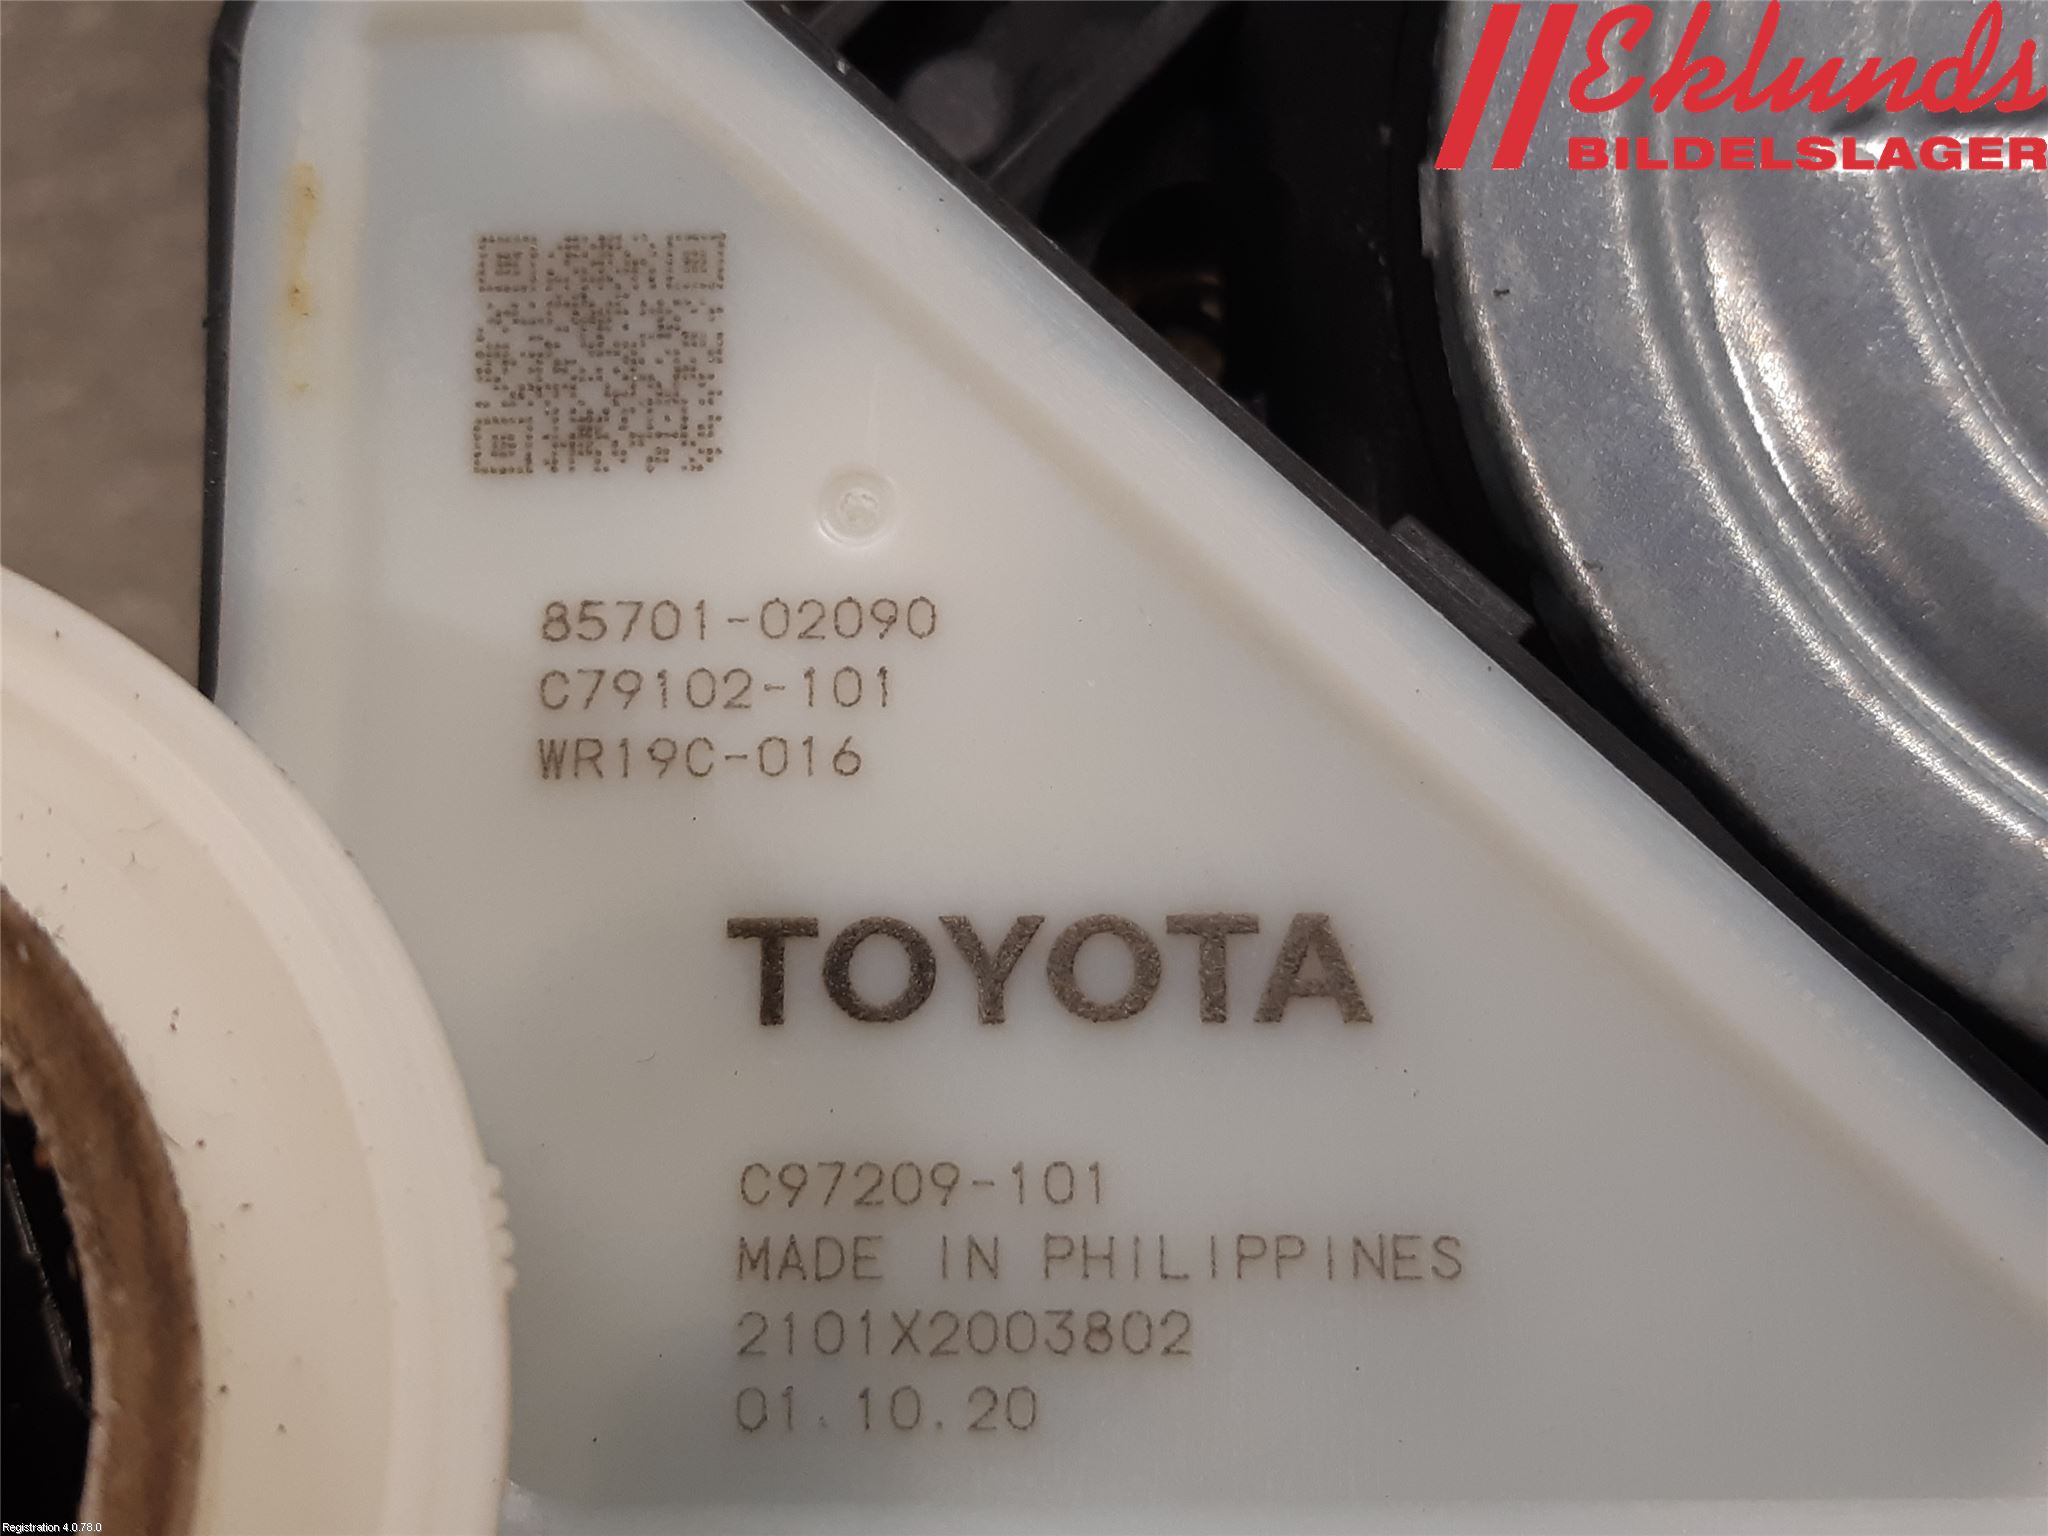 Eklunds
BILDELSLAGER
85701-02090
C79102-101
WR19C-016
TOYOTA
C97209-101
MADE IN PHILIPPINES
2101X2003802
01.10.20
Registration 4.0.78.0